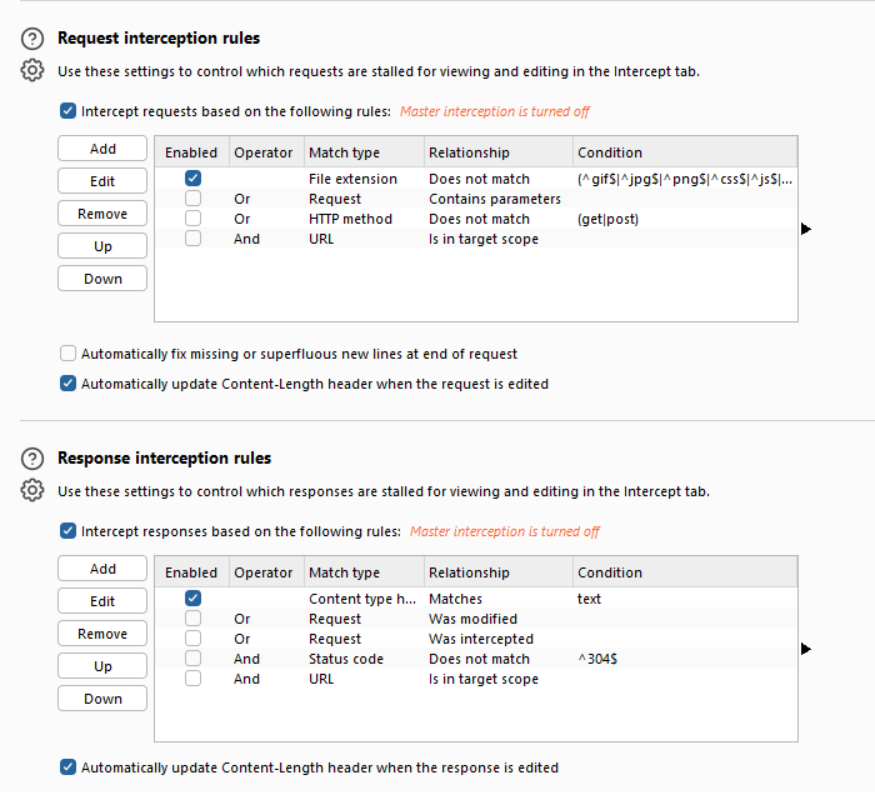 Request interception rules
Use these settings to control which requests are stalled for viewing and editing in the Intercept tab.
Intercept requests based on the following rules: Master interception is turned off
Add
Edit
Remove
Up
Down
Enabled Operator Match type Relationship Condition
File extension Does not match (^gif$|^jpg$|^png$|^css$|^js$|...
Or Request Contains parameters
Or HTTP method Does not match (get|post)
And URL Is in target scope
Automatically fix missing or superfluous new lines at end of request
Automatically update Content-Length header when the request is edited
Response interception rules
Use these settings to control which responses are stalled for viewing and editing in the Intercept tab.
Intercept responses based on the following rules: Master interception is turned off
Add
Edit
Remove
Up
Down
Enabled Operator Match type Relationship Condition
Content type h... Matches text
Or Request Was modified
Or Request Was intercepted
And Status code Does not match ^304$
And URL Is in target scope
Automatically update Content-Length header when the response is edited